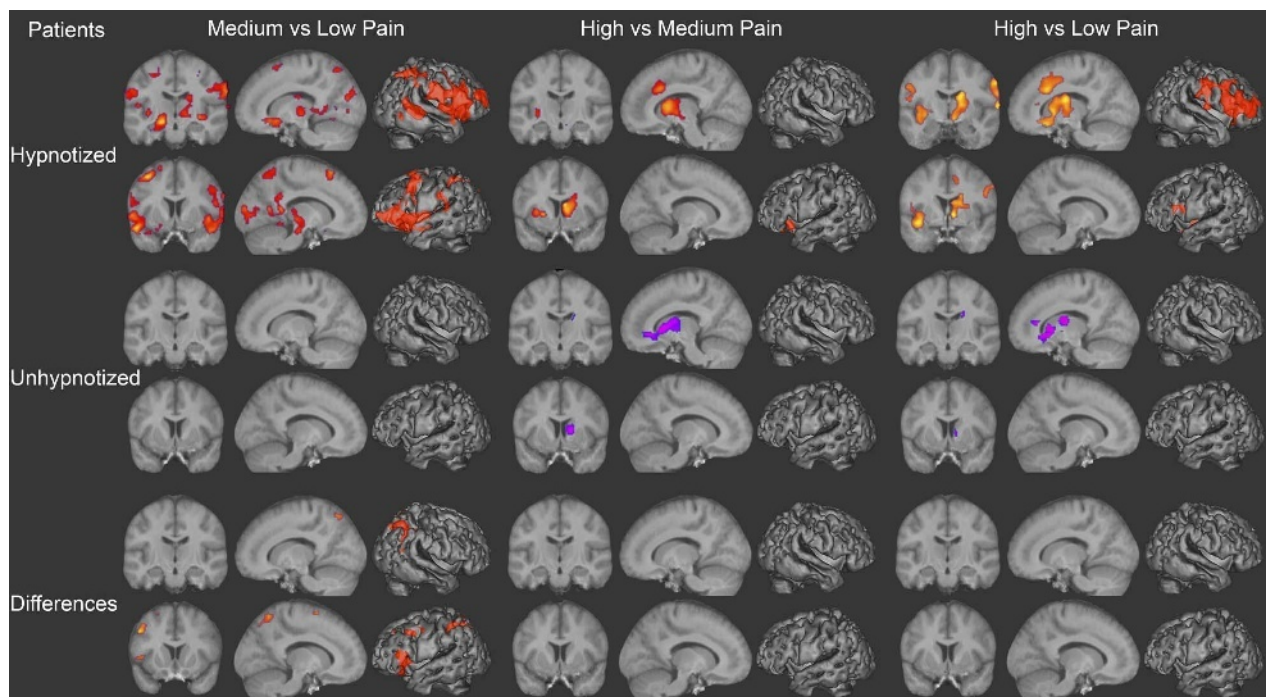 Patients
Medium vs Low Pain
High vs Medium Pain
High vs Low Pain
Hypnotized
Unhypnotized
Differences